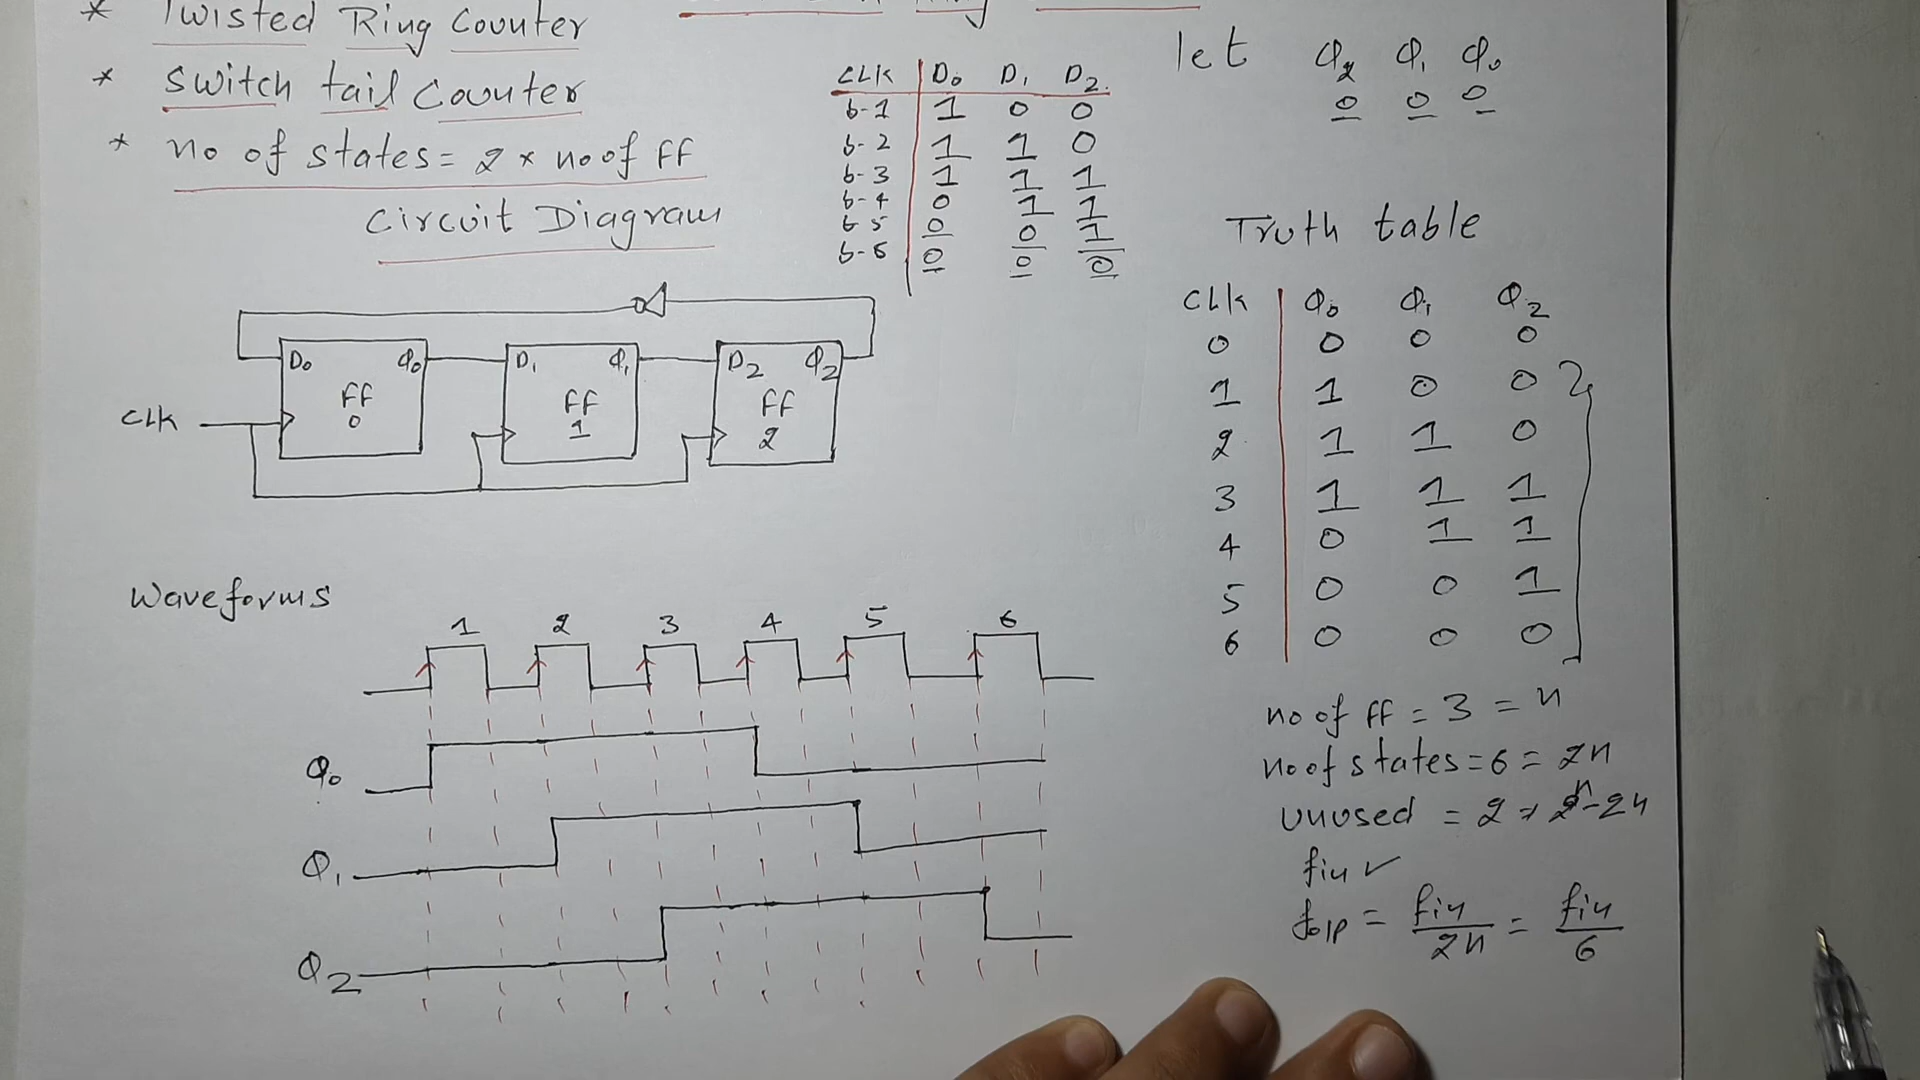 * Twisted Ring Counter
* Switch tail Counter
* no of states = 2 * no of ff
Circuit Diagram
CLK D0 D1 D2
6-1 1 0 0
6-2 1 1 0
6-3 1 1 1
6-4 0 1 1
6-5 0 0 1
6-6 0 0 0
let Q2 Q1 Q0
0 0 0
D0 Q0
FF
0
D1 Q1
FF
1
D2 Q2
FF
2
CLK
Truth table
CLK Q0 Q1 Q2
0 0 0 0
1 1 0 0
2 1 1 0
3 1 1 1
4 0 1 1
5 0 0 1
6 0 0 0
Waveforms
1 2 3 4 5 6
Q0
Q1
Q2
no of ff = 3 = n
no of states = 6 = 2n
unused = 2 → 2^n - 2n
fin ✓
fo/p = fin/2n = fin/6